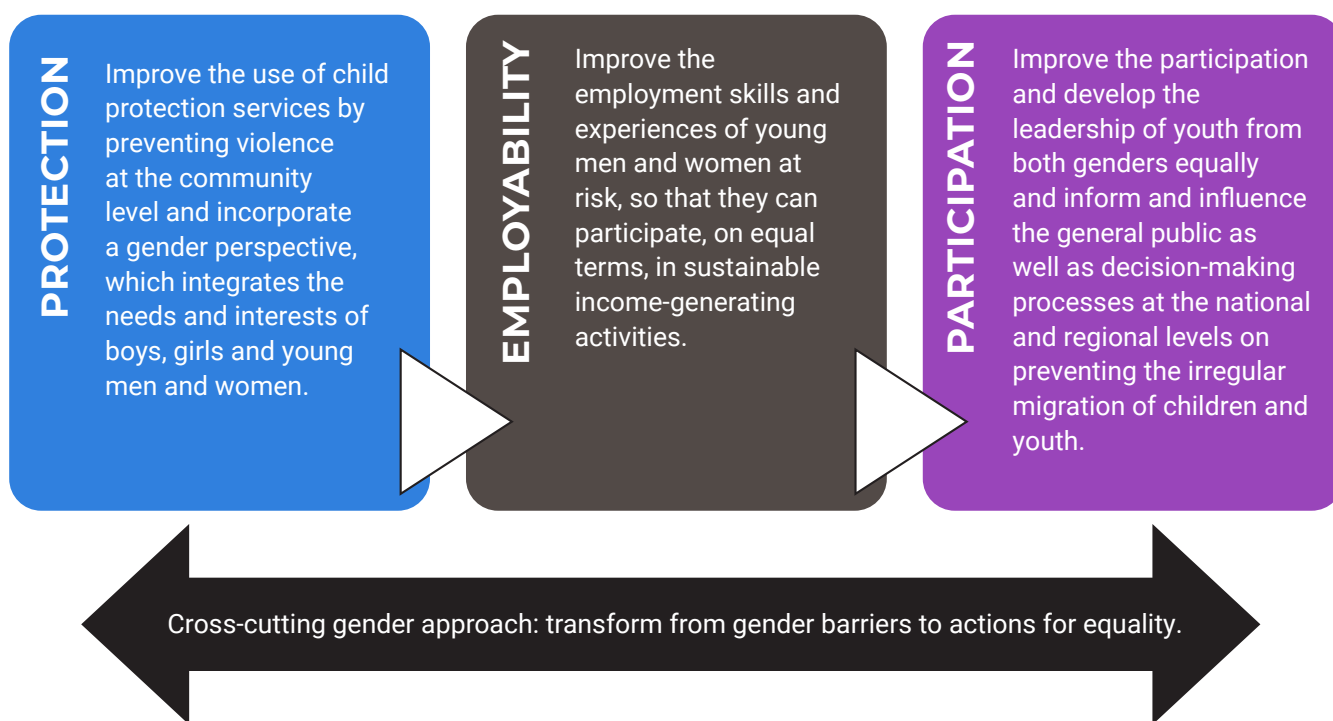 PROTECTION
Improve the use of child
protection services by
preventing violence
at the community
level and incorporate
a gender perspective,
which integrates the
needs and interests of
boys, girls and young
men and women.
EMPLOYABILITY
Improve the
employment skills and
experiences of young
men and women at
risk, so that they can
participate, on equal
terms, in sustainable
income-generating
activities.
PARTICIPATION
Improve the participation
and develop the
leadership of youth from
both genders equally
and inform and influence
the general public as
well as decision-making
processes at the national
and regional levels on
preventing the irregular
migration of children and
youth.
Cross-cutting gender approach: transform from gender barriers to actions for equality.